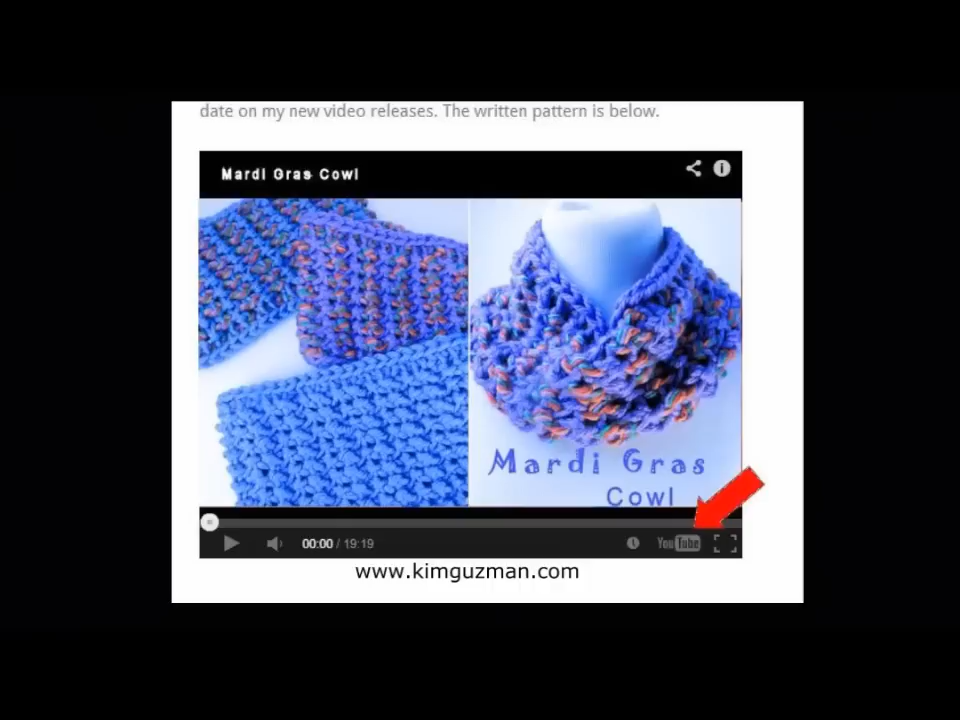 date on my new video releases. The written pattern is below.
Mardi Gras Cowl
Mardi Gras
Cowl
00:00 / 19:19
YouTube
www.kimguzman.com